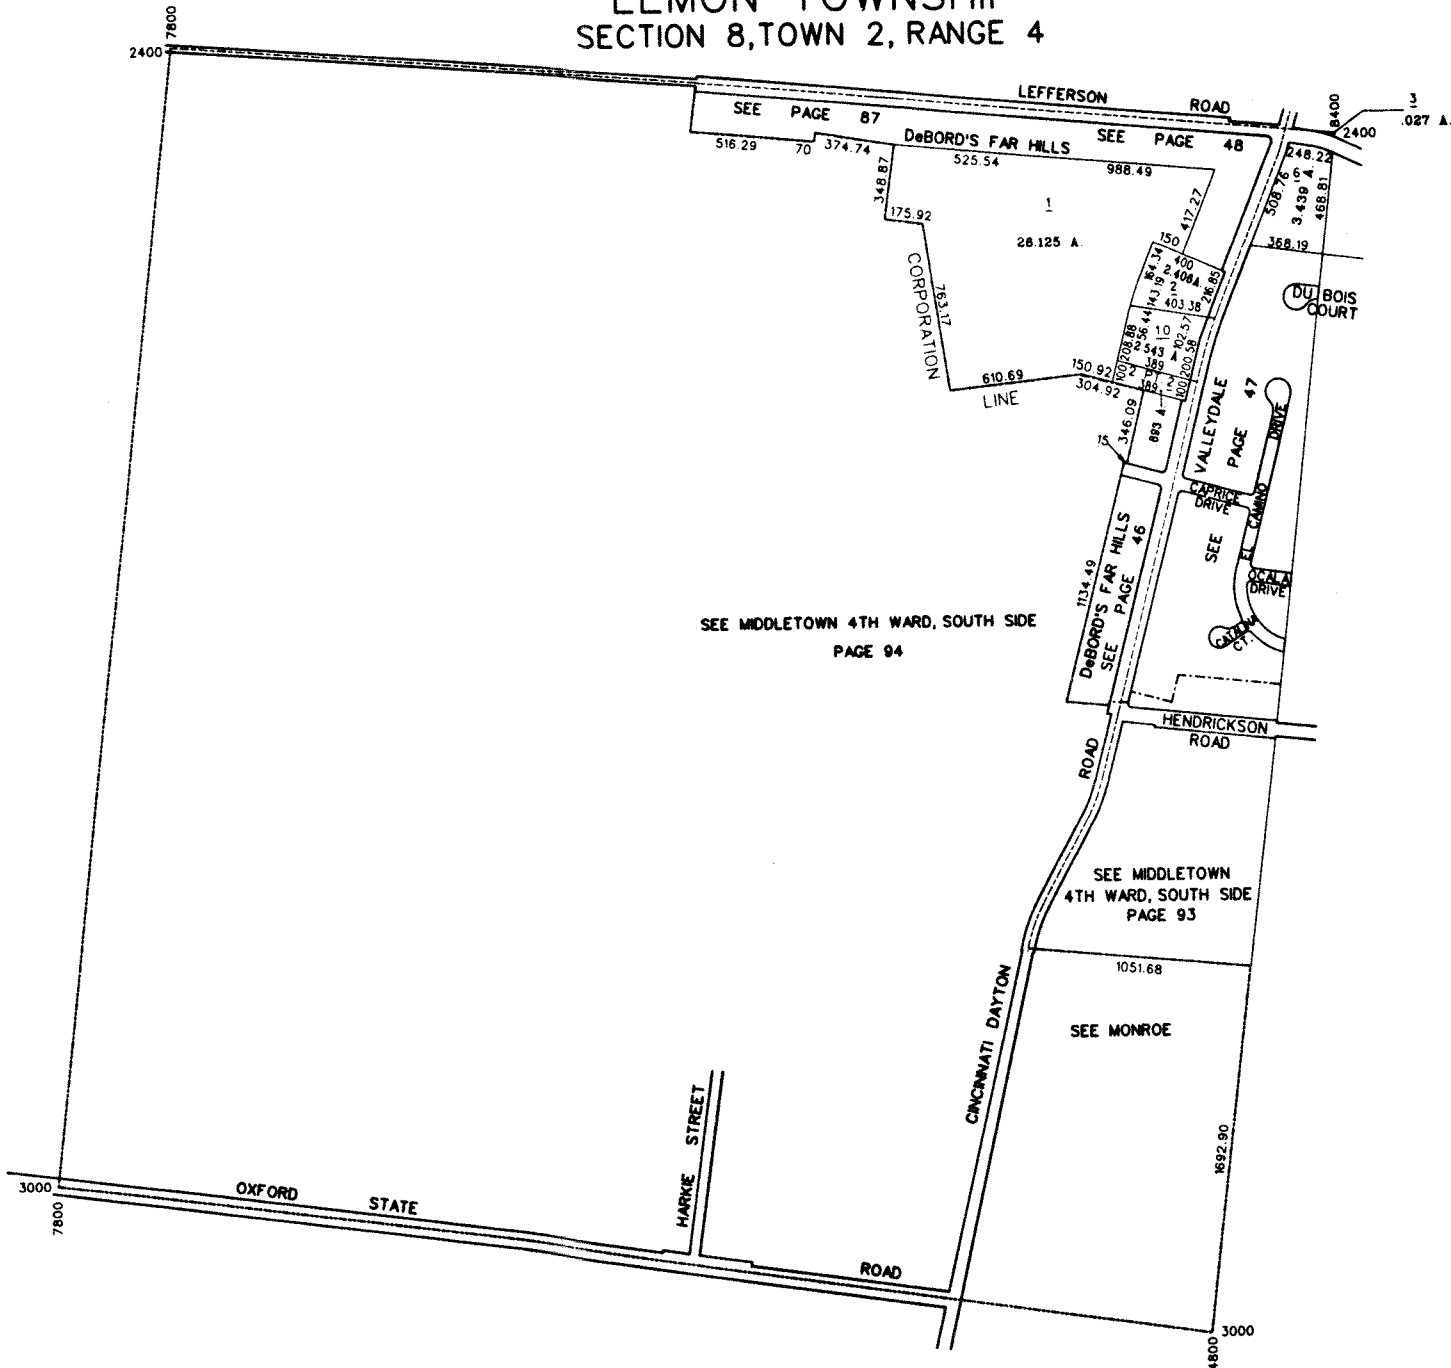 LEMON TOWNSHIP
SECTION 8, TOWN 2, RANGE 4
7800
2400
LEFFERSON ROAD
8400
2400
3
.027 A.
SEE PAGE 87
SEE PAGE 48
DeBORD'S FAR HILLS
516.29
70
374.74
525.54
988.49
248.22
348.87
175.92
1
28.125 A.
417.27
508.76
6
3.439 A.
468.81
368.19
150
400
164.34
2.406A.
143.19
2
216.85
403.38
DU BOIS
COURT
CORPORATION
763.17
56.44
10
102.57
208.88
2.543 A
200.58
389
150.92
100
2
2
100
610.69
304.92
389
LINE
346.09
893 A
15
VALLEYDALE
SEE PAGE 47
DRIVE
EL CAMINO
CAPRICE
DRIVE
OCALA
DRIVE
CATALINA
CT.
1134.49
DeBORD'S FAR HILLS
SEE PAGE 46
SEE MIDDLETOWN 4TH WARD, SOUTH SIDE
PAGE 94
HENDRICKSON
ROAD
ROAD
SEE MIDDLETOWN
4TH WARD, SOUTH SIDE
PAGE 93
1051.68
CINCINNATI DAYTON
SEE MONROE
HARKIE STREET
1692.90
3000
7800
OXFORD STATE ROAD
3000
4800